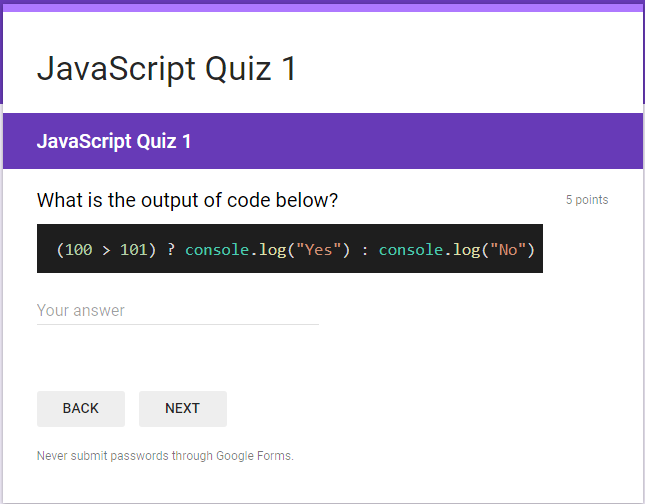 JavaScript Quiz 1
JavaScript Quiz 1
What is the output of code below?
5 points
(100 > 101) ? console.log("Yes") : console.log("No")
Your answer
BACK
NEXT
Never submit passwords through Google Forms.